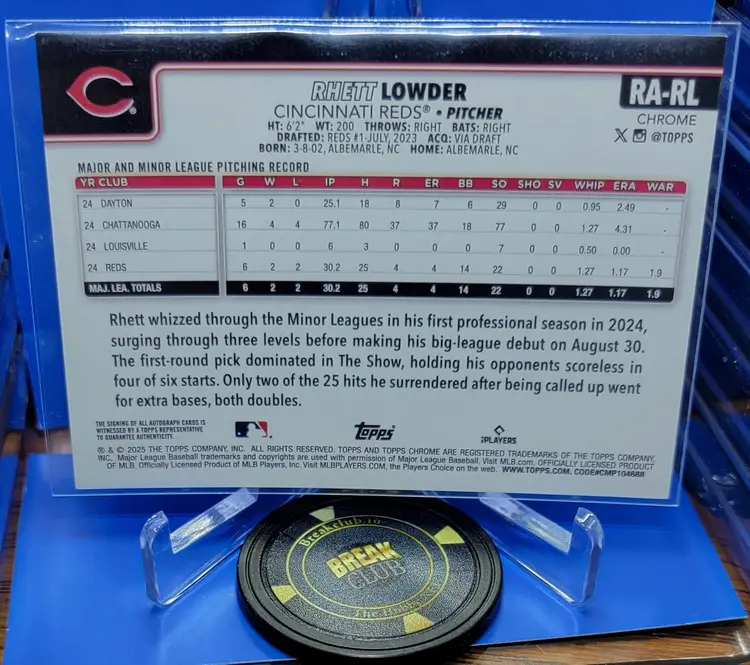 RHETT LOWDER
RA-RL
CINCINNATI REDS® • PITCHER
CHROME
HT: 6'2" WT: 200 THROWS: RIGHT BATS: RIGHT
@TOPPS
DRAFTED: REDS #1-JULY, 2023 ACQ: VIA DRAFT
BORN: 3-8-02, ALBEMARLE, NC HOME: ALBEMARLE, NC
MAJOR AND MINOR LEAGUE PITCHING RECORD
YR CLUB G W L IP H R ER BB SO SHO SV WHIP ERA WAR
24 DAYTON 5 2 0 25.1 18 8 7 6 29 0 0 0.95 2.49 -
24 CHATTANOOGA 16 4 4 77.1 80 37 37 18 77 0 0 1.27 4.31 -
24 LOUISVILLE 1 0 0 6 3 0 0 0 7 0 0 0.50 0.00 -
24 REDS 6 2 2 30.2 25 4 4 14 22 0 0 1.27 1.17 1.9
MAJ. LEA. TOTALS 6 2 2 30.2 25 4 4 14 22 0 0 1.27 1.17 1.9
Rhett whizzed through the Minor Leagues in his first professional season in 2024,
surging through three levels before making his big-league debut on August 30.
The first-round pick dominated in The Show, holding his opponents scoreless in
four of six starts. Only two of the 25 hits he surrendered after being called up went
for extra bases, both doubles.
THE SIGNING OF ALL AUTOGRAPH CARDS IS
WITNESSED BY A TOPPS REPRESENTATIVE
TO GUARANTEE AUTHENTICITY.
Topps
PLAYERS
® & © 2025 THE TOPPS COMPANY, INC. ALL RIGHTS RESERVED. TOPPS AND TOPPS CHROME ARE REGISTERED TRADEMARKS OF THE TOPPS COMPANY,
INC. Major League Baseball trademarks and copyrights are used with permission of Major League Baseball. Visit MLB.com. OFFICIALLY LICENSED PRODUCT
OF MLB. Officially Licensed Product of MLB Players, Inc. Visit MLBPLAYERS.COM, the Players Choice on the web. WWW.TOPPS.COM. CODE#CMP104688
Breakclub.io
BREAK
CLUB